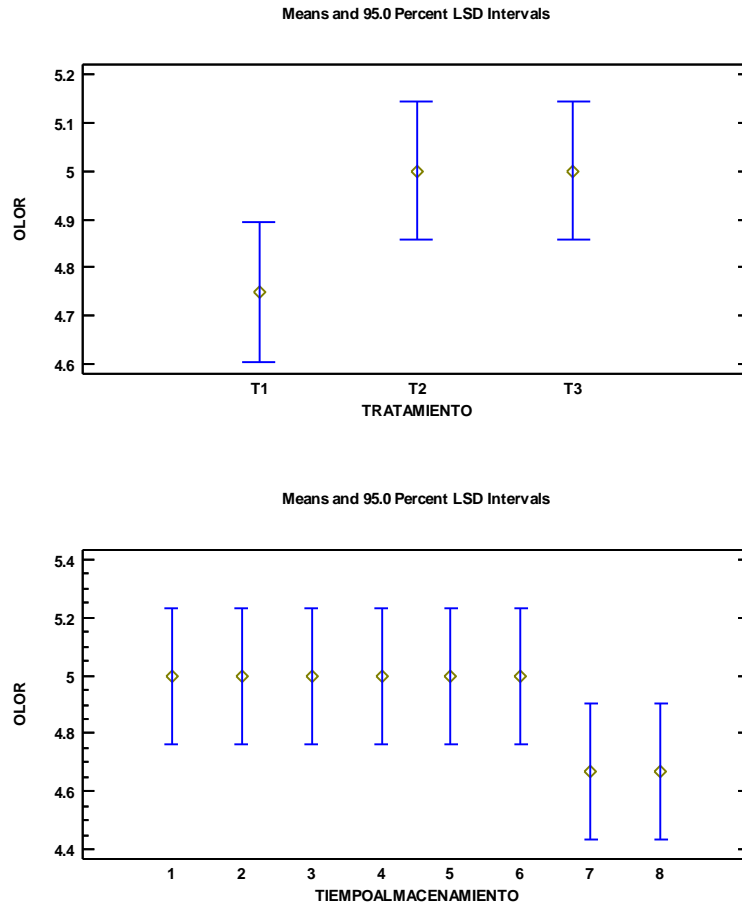 Means and 95.0 Percent LSD Intervals
5.2
5.1
5
4.9
4.8
4.7
4.6
OLOR
T1 T2 T3
TRATAMIENTO
Means and 95.0 Percent LSD Intervals
5.4
5.2
5
4.8
4.6
4.4
OLOR
1 2 3 4 5 6 7 8
TIEMPOALMACENAMIENTO